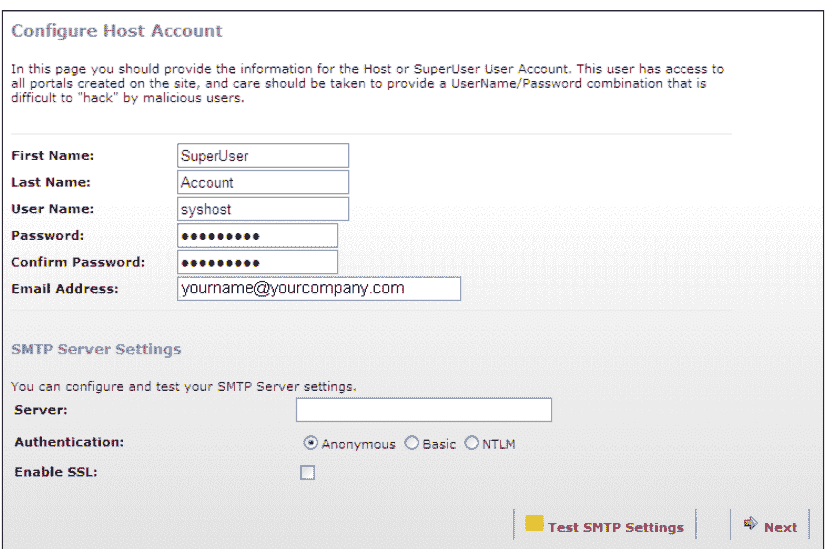 Configure Host Account
In this page you should provide the information for the Host or SuperUser User Account. This user has access to
all portals created on the site, and care should be taken to provide a UserName/Password combination that is
difficult to "hack" by malicious users.
First Name: SuperUser
Last Name: Account
User Name: syshost
Password: •••••••••
Confirm Password: •••••••••
Email Address: yourname@yourcompany.com
SMTP Server Settings
You can configure and test your SMTP Server settings.
Server:
Authentication: Anonymous Basic NTLM
Enable SSL:
Test SMTP Settings Next